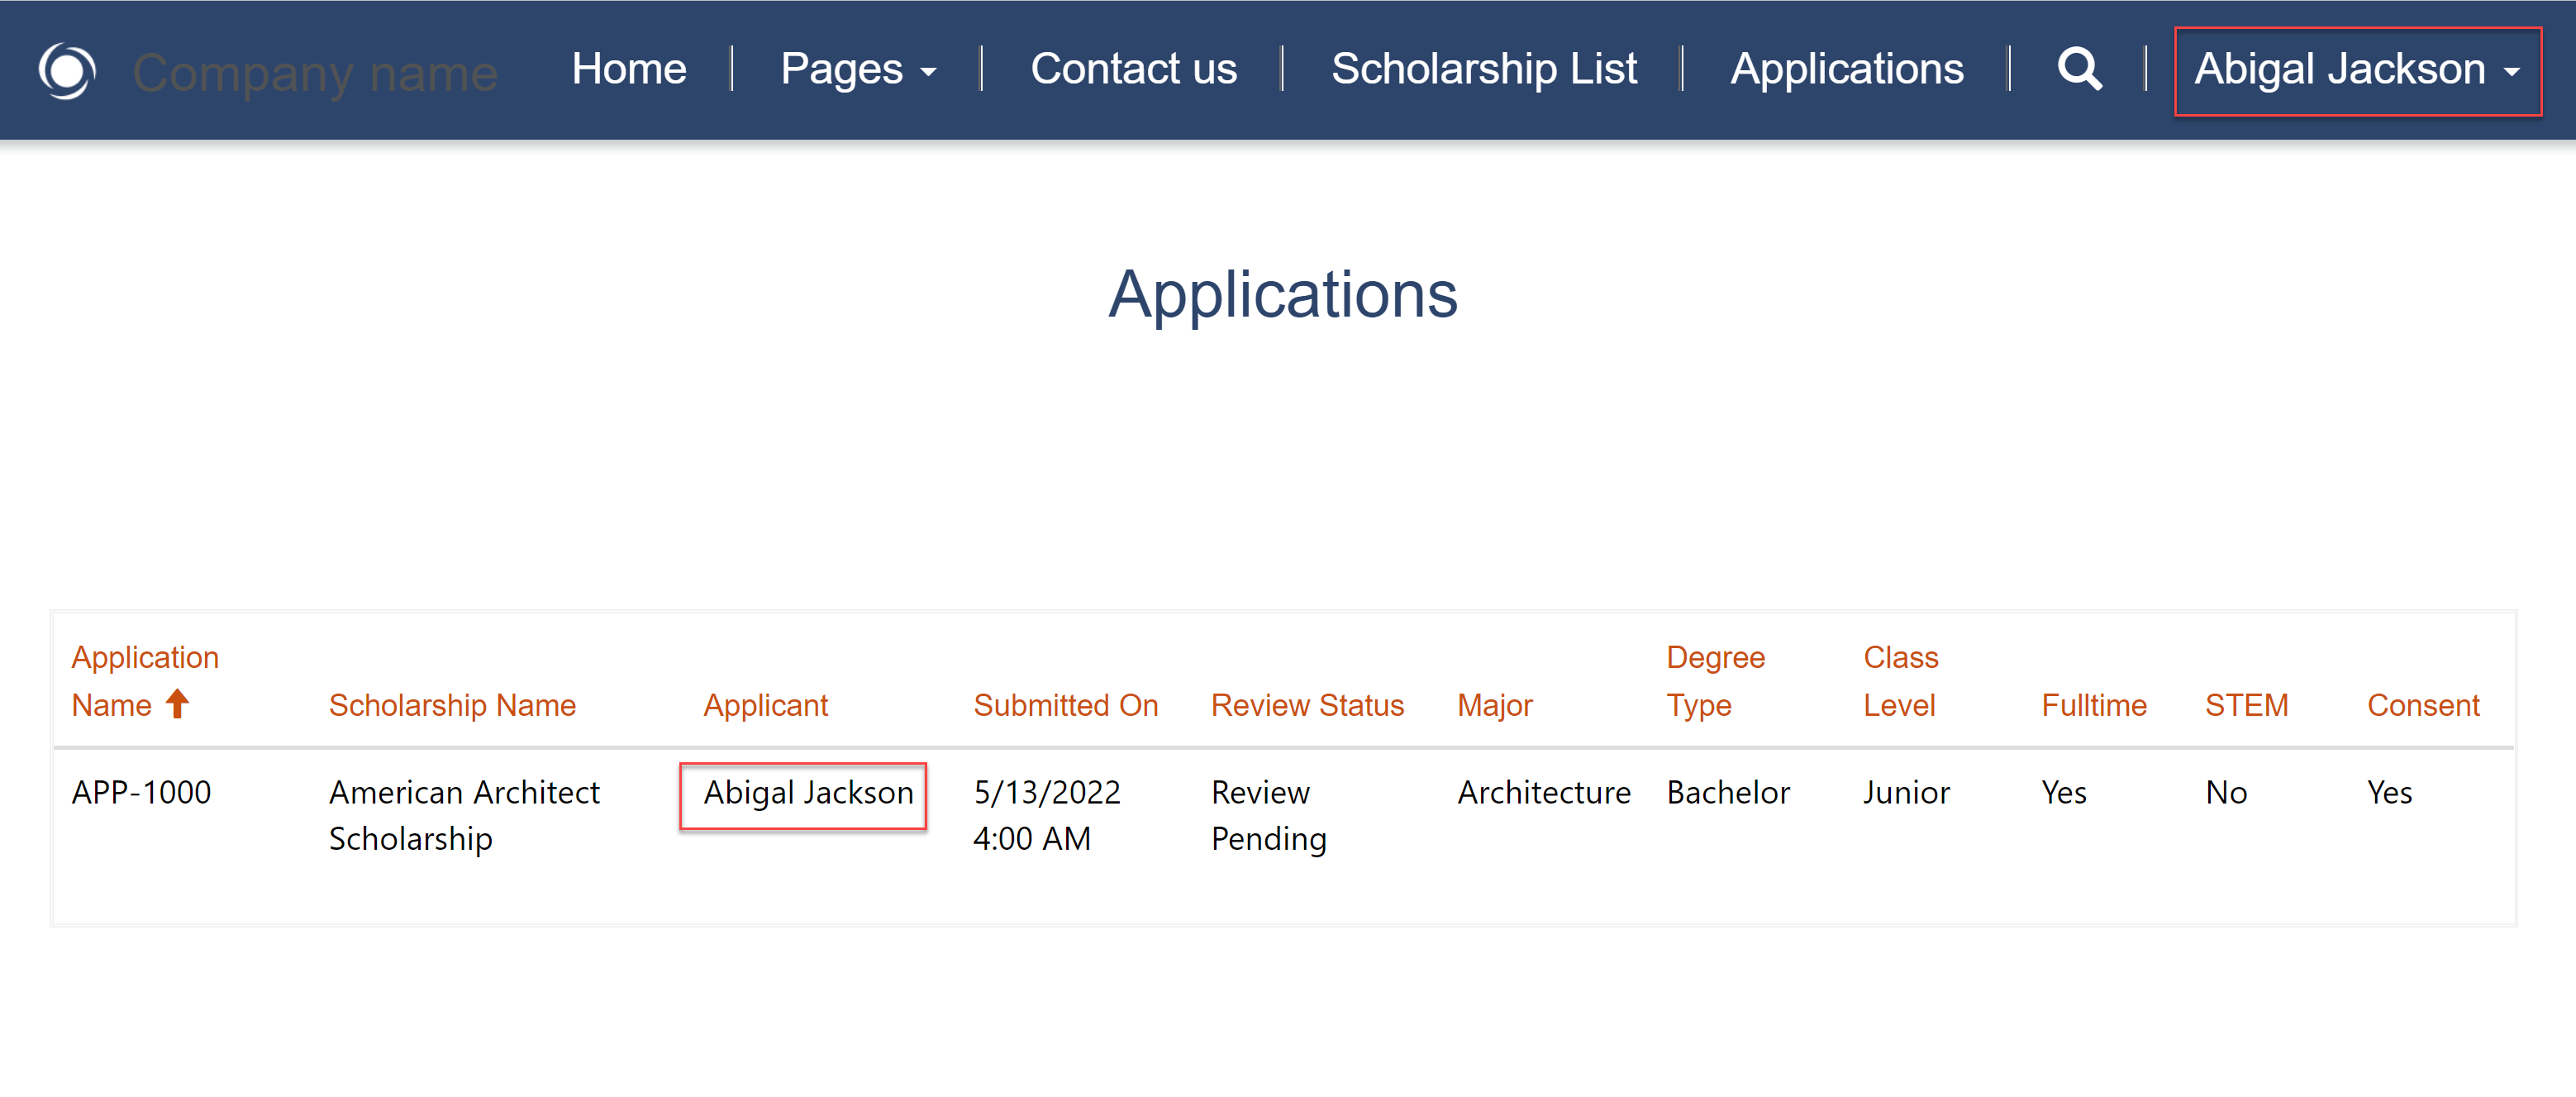 Company name
Home
Pages
Contact us
Scholarship List
Applications
Abigal Jackson
Applications
Application Name
Scholarship Name
Applicant
Submitted On
Review Status
Major
Degree Type
Class Level
Fulltime
STEM
Consent
APP-1000
American Architect Scholarship
Abigal Jackson
5/13/2022 4:00 AM
Review Pending
Architecture
Bachelor
Junior
Yes
No
Yes